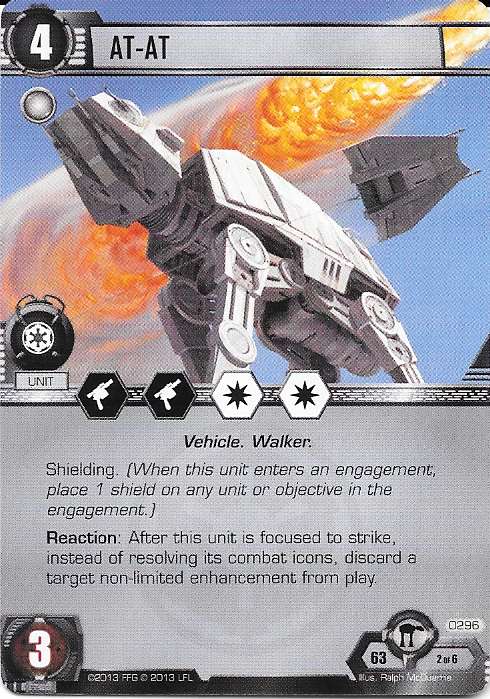 4
AT-AT
UNIT
Vehicle. Walker.
Shielding. (When this unit enters an engagement,
place 1 shield on any unit or objective in the
engagement.)
Reaction: After this unit is focused to strike,
instead of resolving its combat icons, discard a
target non-limited enhancement from play.
3
0296
63
2 of 6
©2013 FFG © 2013 LFL
Illus. Ralph McQuarrie